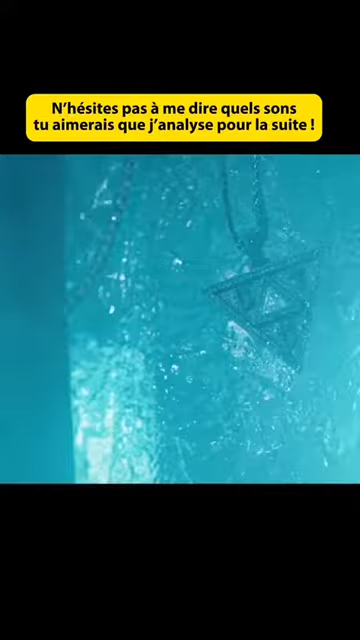 N’hésites pas à me dire quels sons
tu aimerais que j’analyse pour la suite !